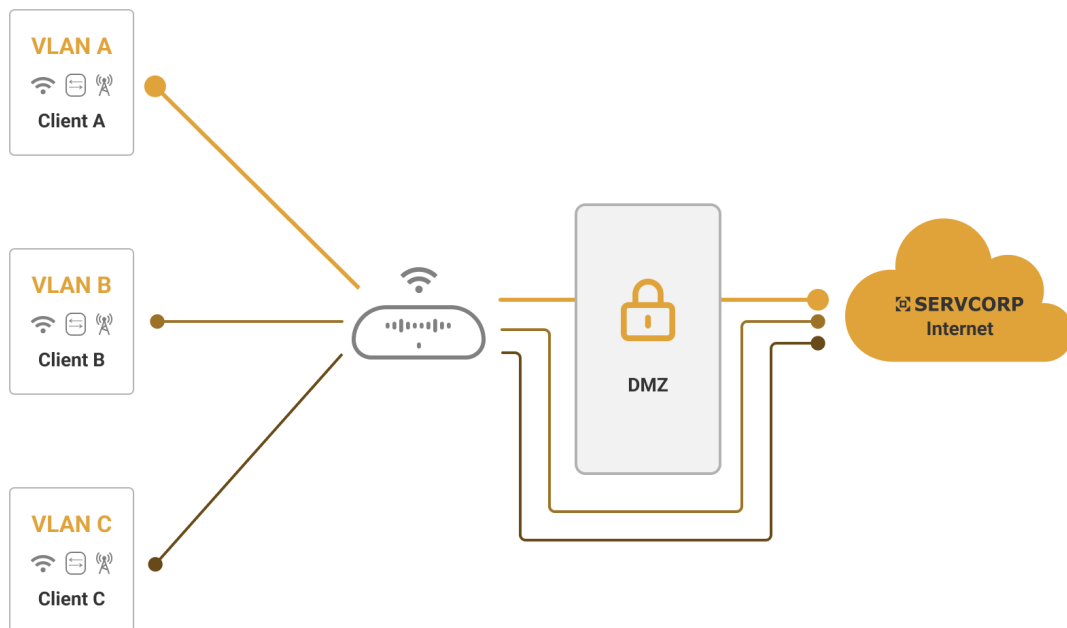 VLAN A
Client A
VLAN B
Client B
VLAN C
Client C
DMZ
SERVCORP
Internet